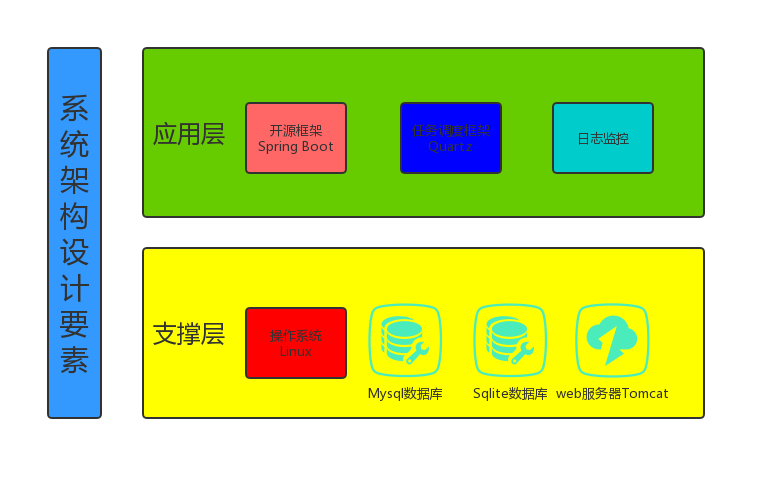 系统架构设计要素
应用层
开源框架
Spring Boot
任务调度框架
Quartz
日志监控
支撑层
操作系统
Linux
Mysql数据库
Sqlite数据库
web服务器Tomcat